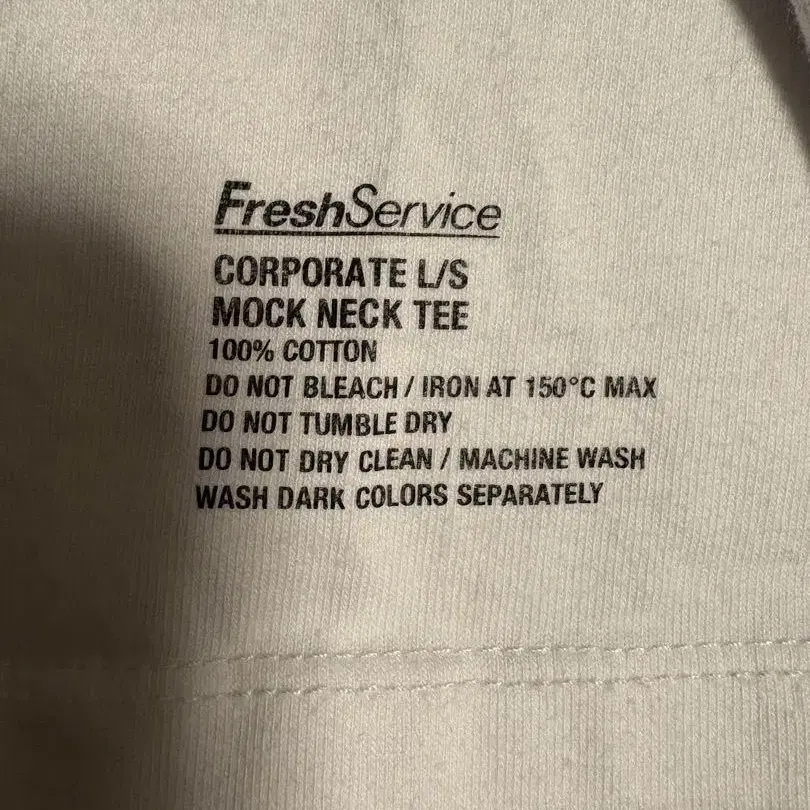 FreshService
CORPORATE L/S
MOCK NECK TEE
100% COTTON
DO NOT BLEACH / IRON AT 150°C MAX
DO NOT TUMBLE DRY
DO NOT DRY CLEAN / MACHINE WASH
WASH DARK COLORS SEPARATELY